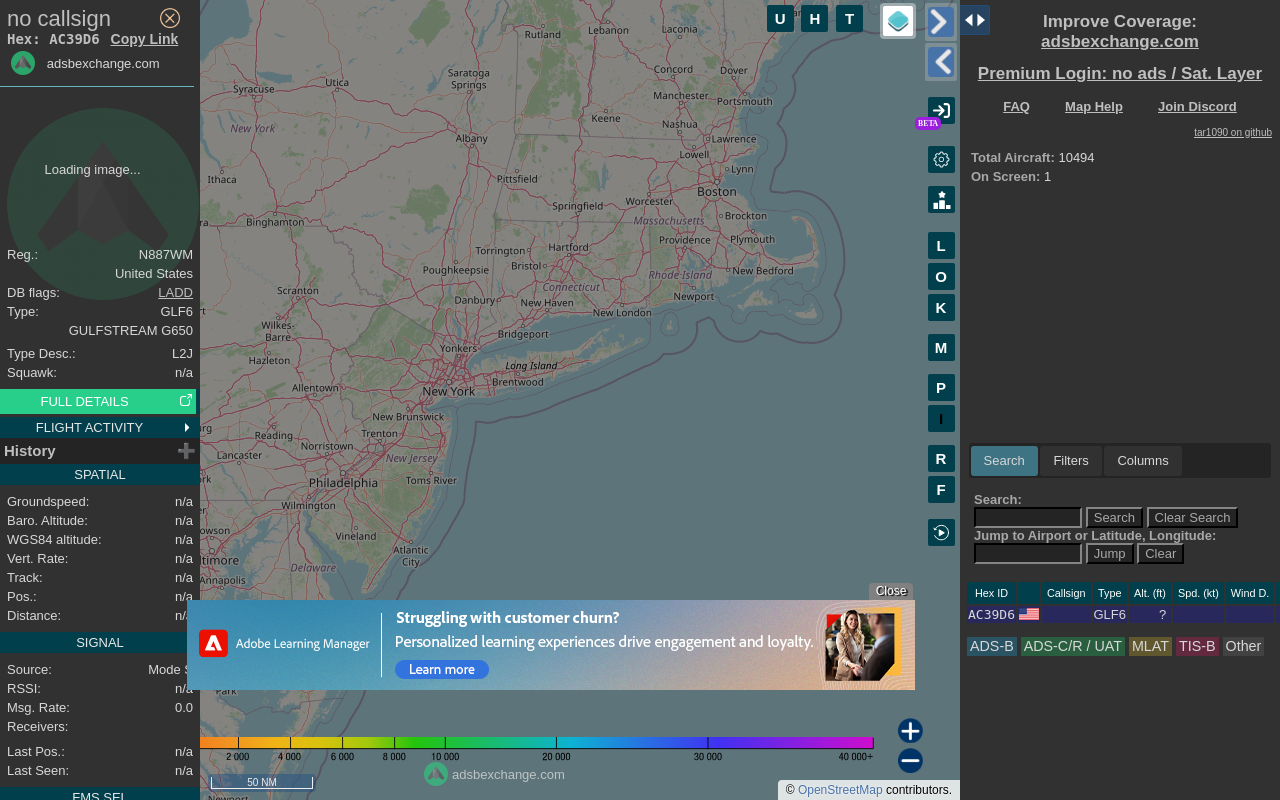 no callsign
Hex: AC39D6 Copy Link
adsbexchange.com
Loading image...
Reg.: N887WM
United States
DB flags: LADD
Type: GLF6
GULFSTREAM G650
Type Desc.: L2J
Squawk: n/a
FULL DETAILS
FLIGHT ACTIVITY
History
SPATIAL
Groundspeed: n/a
Baro. Altitude: n/a
WGS84 altitude: n/a
Vert. Rate: n/a
Track: n/a
Pos.: n/a
Distance: n/a
SIGNAL
Source: Mode S
RSSI: n/a
Msg. Rate: 0.0
Receivers:
Last Pos.: n/a
Last Seen: n/a
FMS SEL
U H T
BETA
L
O
K
M
P
I
R
F
Rutland
Lebanon
Laconia
Concord
Dover
Saratoga
Springs
Utica
Syracuse
Manchester
Portsmouth
Keene
Nashua
New York
Albany
Lawrence
Lowell
Lynn
Ithaca
Pittsfield
Boston
Worcester
Springfield
Binghamton
Massachusetts
Brockton
Providence
Plymouth
Torrington
Hartford
Bristol
Poughkeepsie
Rhode Island
New Bedford
Connecticut
Scranton
Danbury
New Haven
Newport
New London
Wilkes-
Barre
Bridgeport
Yonkers
Hazleton
Long Island
Brentwood
Allentown
New York
New Brunswick
Reading
Trenton
Norristown
Lancaster
New Jersey
Toms River
Philadelphia
Wilmington
Vineland
Atlantic
City
Delaware
Annapolis
Park
Newport
Close
Adobe Learning Manager
Struggling with customer churn?
Personalized learning experiences drive engagement and loyalty.
Learn more
2 000 4 000 6 000 8 000 10 000 20 000 30 000 40 000+
50 NM
adsbexchange.com
© OpenStreetMap contributors.
Improve Coverage:
adsbexchange.com
Premium Login: no ads / Sat. Layer
FAQ Map Help Join Discord
tar1090 on github
Total Aircraft: 10494
On Screen: 1
Search Filters Columns
Search:
Search Clear Search
Jump to Airport or Latitude, Longitude:
Jump Clear
Hex ID Callsign Type Alt. (ft) Spd. (kt) Wind D.
AC39D6 GLF6 ?
ADS-B ADS-C/R / UAT MLAT TIS-B Other